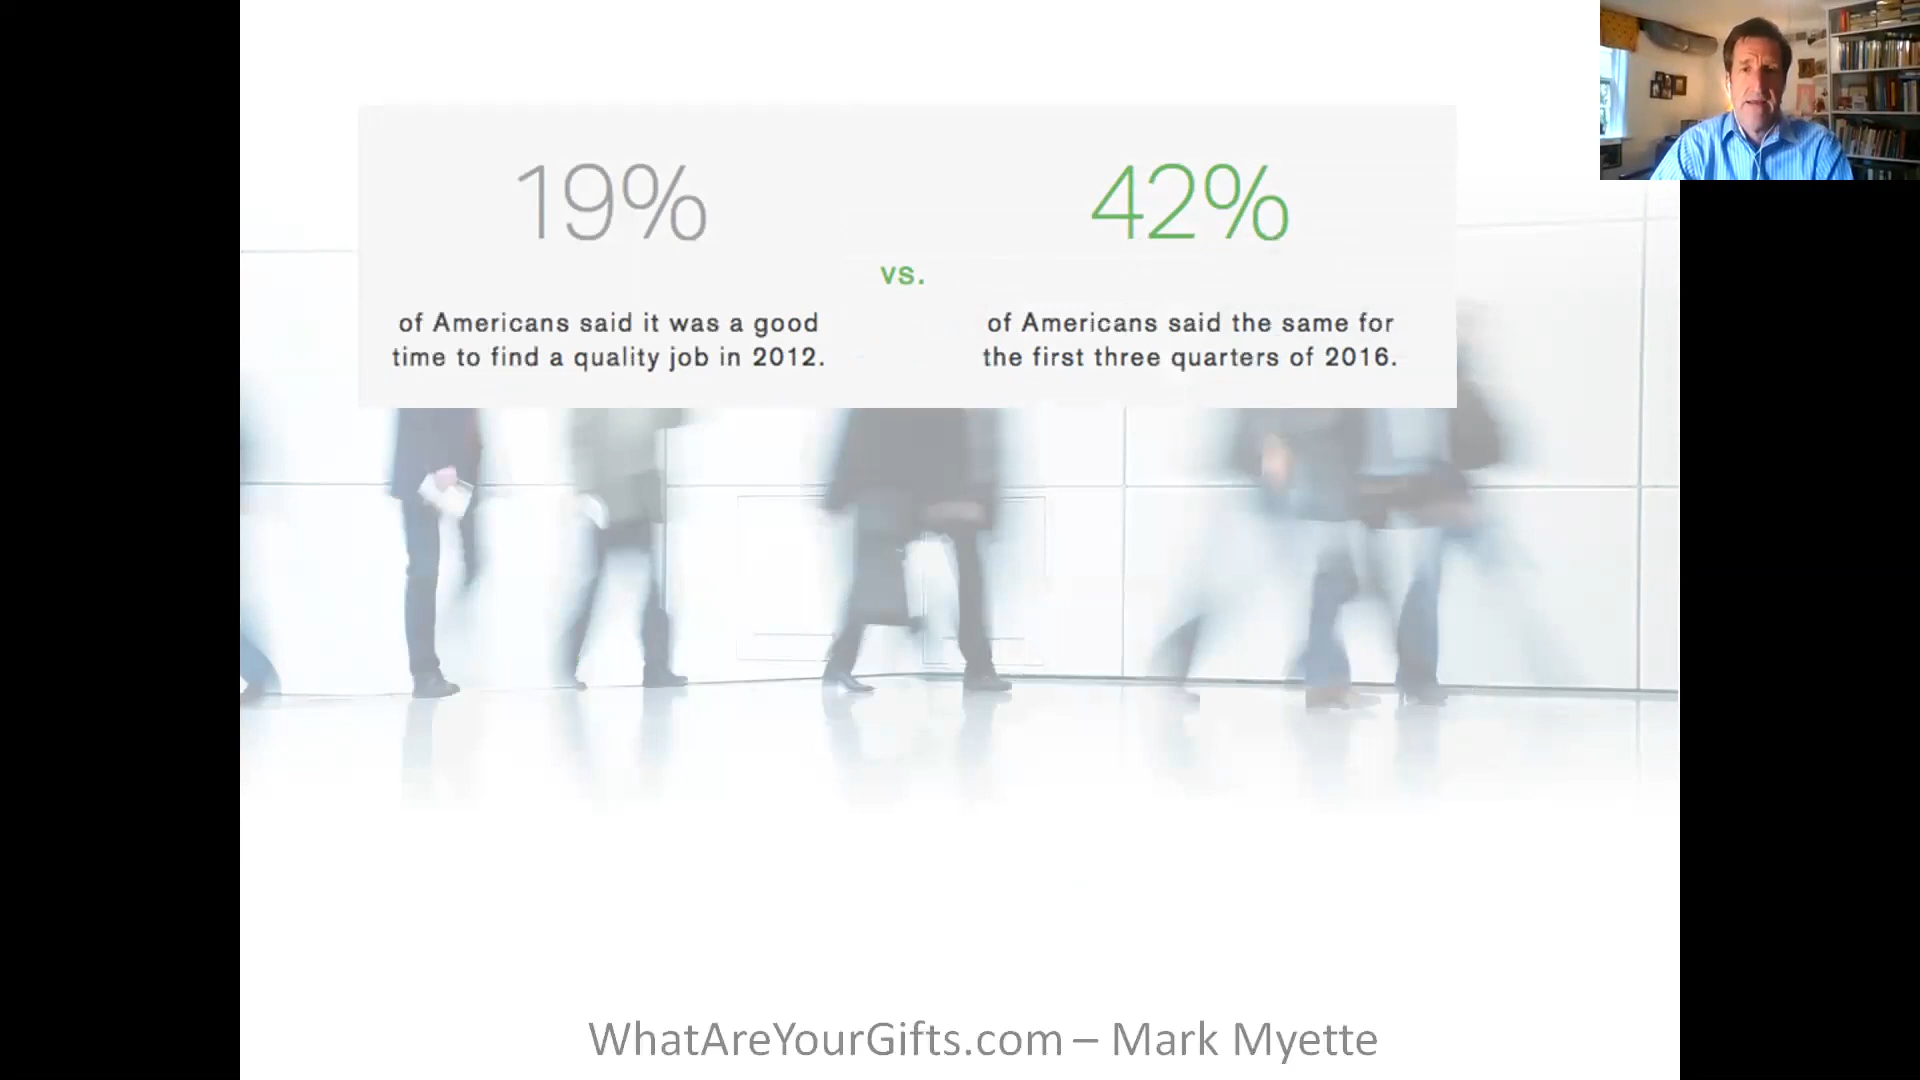 19%
of Americans said it was a good
time to find a quality job in 2012.
vs.
42%
of Americans said the same for
the first three quarters of 2016.
WhatAreYourGifts.com – Mark Myette